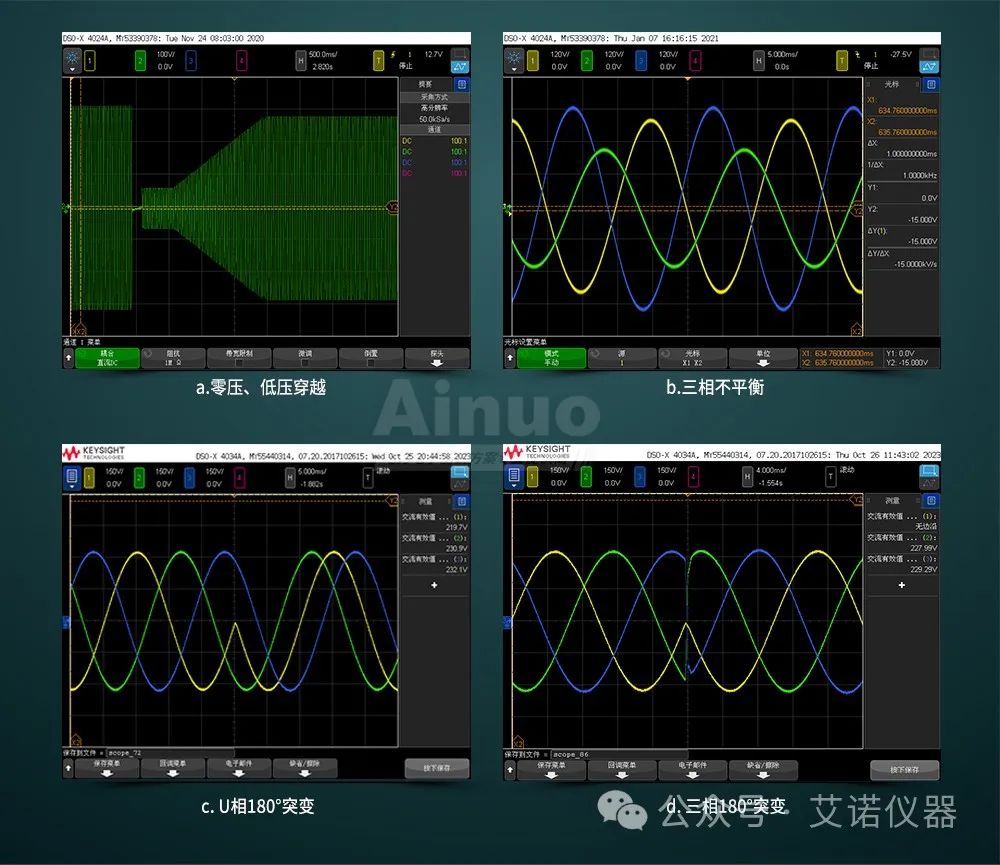 DSO-X 4024A, MY53390378: Tue Nov 24 08:03:00 2020
1
2
100V/
0.0V
3
4
H
500.0ms/
2.820s
T
停止
1
12.7V
摘要
采集方式
高分辨率
50.0kSa/s
通道
DC 100:1
DC 100:1
DC 100:1
DC 100:1
通道 1 菜单
耦合
直流DC
阻抗
1M Ω
带宽限制
微调
倒置
探头
a.零压、低压穿越
DSO-X 4024A, MY53390378: Thu Jan 07 16:16:15 2021
1
120V/
0.0V
2
120V/
0.0V
3
120V/
0.0V
4
H
5.000ms/
0.0s
T
停止
1
-27.5V
光标
X1:
634.760000000ms
X2:
635.760000000ms
ΔX:
1.000000000ms
1/ΔX:
1.0000kHz
Y1:
0.0V
Y2:
-15.000V
ΔY(1):
-15.000V
ΔY/ΔX:
-15.0000kV/s
光标设置菜单
模式
手动
源
1
光标
X1 X2
单位
X1: 634.760000000ms
X2: 635.760000000ms
Y1: 0.0V
Y2: -15.000V
b.三相不平衡
Ainuo
KEYSIGHT
TECHNOLOGIES
DSO-X 4034A, MY55440314, 07.20.2017102615: Wed Oct 25 20:44:58 2023
1
150V/
0.0V
2
150V/
0.0V
3
150V/
0.0V
4
H
5.000ms/
-1.882s
T
滚动
测量
交流有效值 ... (1):
219.7V
交流有效值 ... (2):
230.9V
交流有效值 ... (3):
232.1V
保存到文件 = scope_72
保存菜单
回调菜单
电子邮件
缺省/擦除
按下保存
c. U相180°突变
KEYSIGHT
TECHNOLOGIES
DSO-X 4034A, MY55440314, 07.20.2017102615: Thu Oct 26 11:43:02 2023
1
150V/
0.0V
2
150V/
0.0V
3
150V/
0.0V
4
H
4.000ms/
-1.554s
T
滚动
测量
交流有效值 ... (1):
无边沿
交流有效值 ... (2):
227.99V
交流有效值 ... (3):
229.29V
保存到文件 = scope_86
保存菜单
回调菜单
电子邮件
缺省/擦除
按下保存
d. 三相180°突变
公众号 · 艾诺仪器